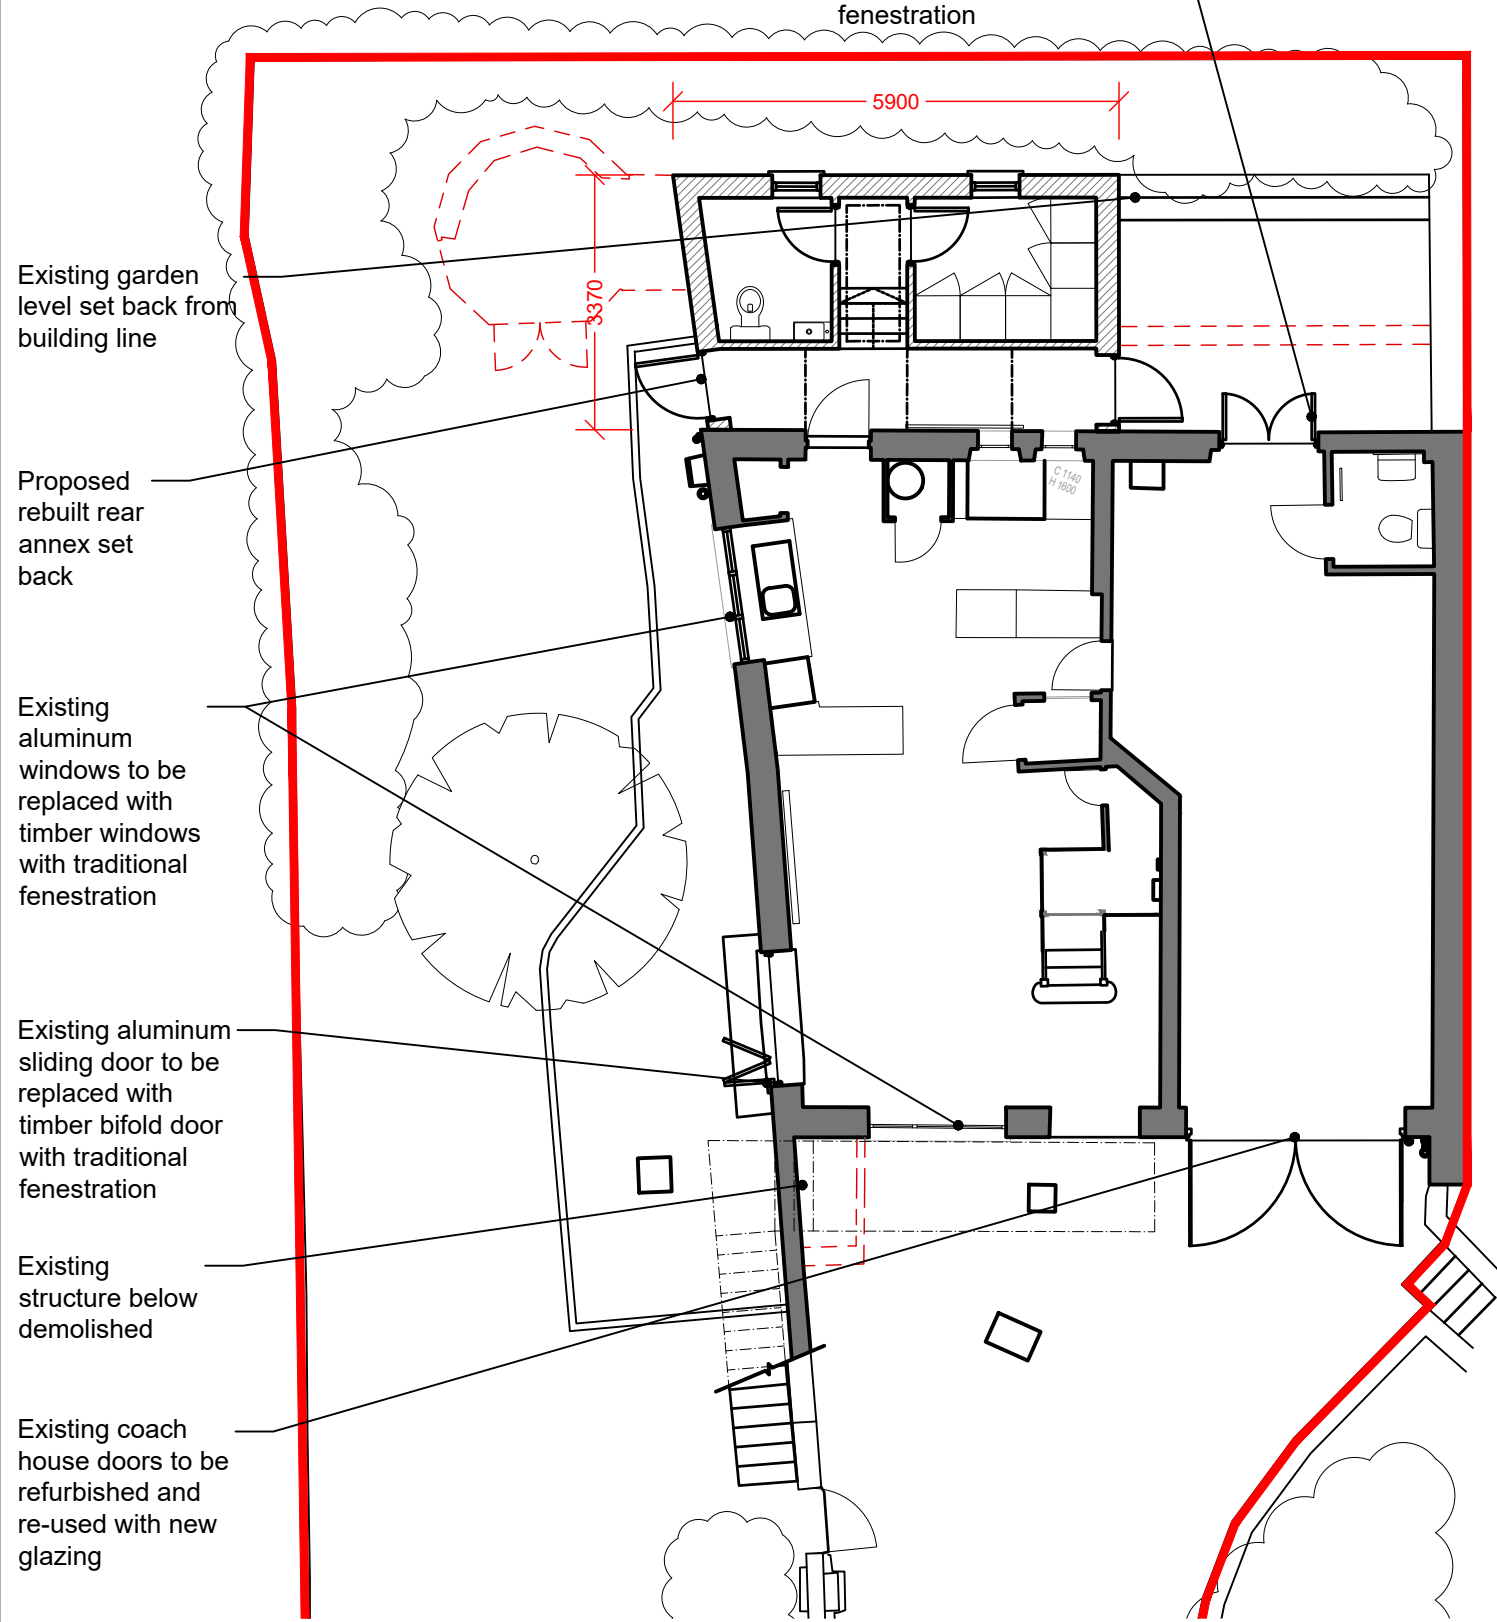 fenestration
5900
3370
Existing garden
level set back from
building line
C 1140
H 1600
Proposed
rebuilt rear
annex set
back
Existing
aluminum
windows to be
replaced with
timber windows
with traditional
fenestration
Existing aluminum
sliding door to be
replaced with
timber bifold door
with traditional
fenestration
Existing
structure below
demolished
Existing coach
house doors to be
refurbished and
re-used with new
glazing